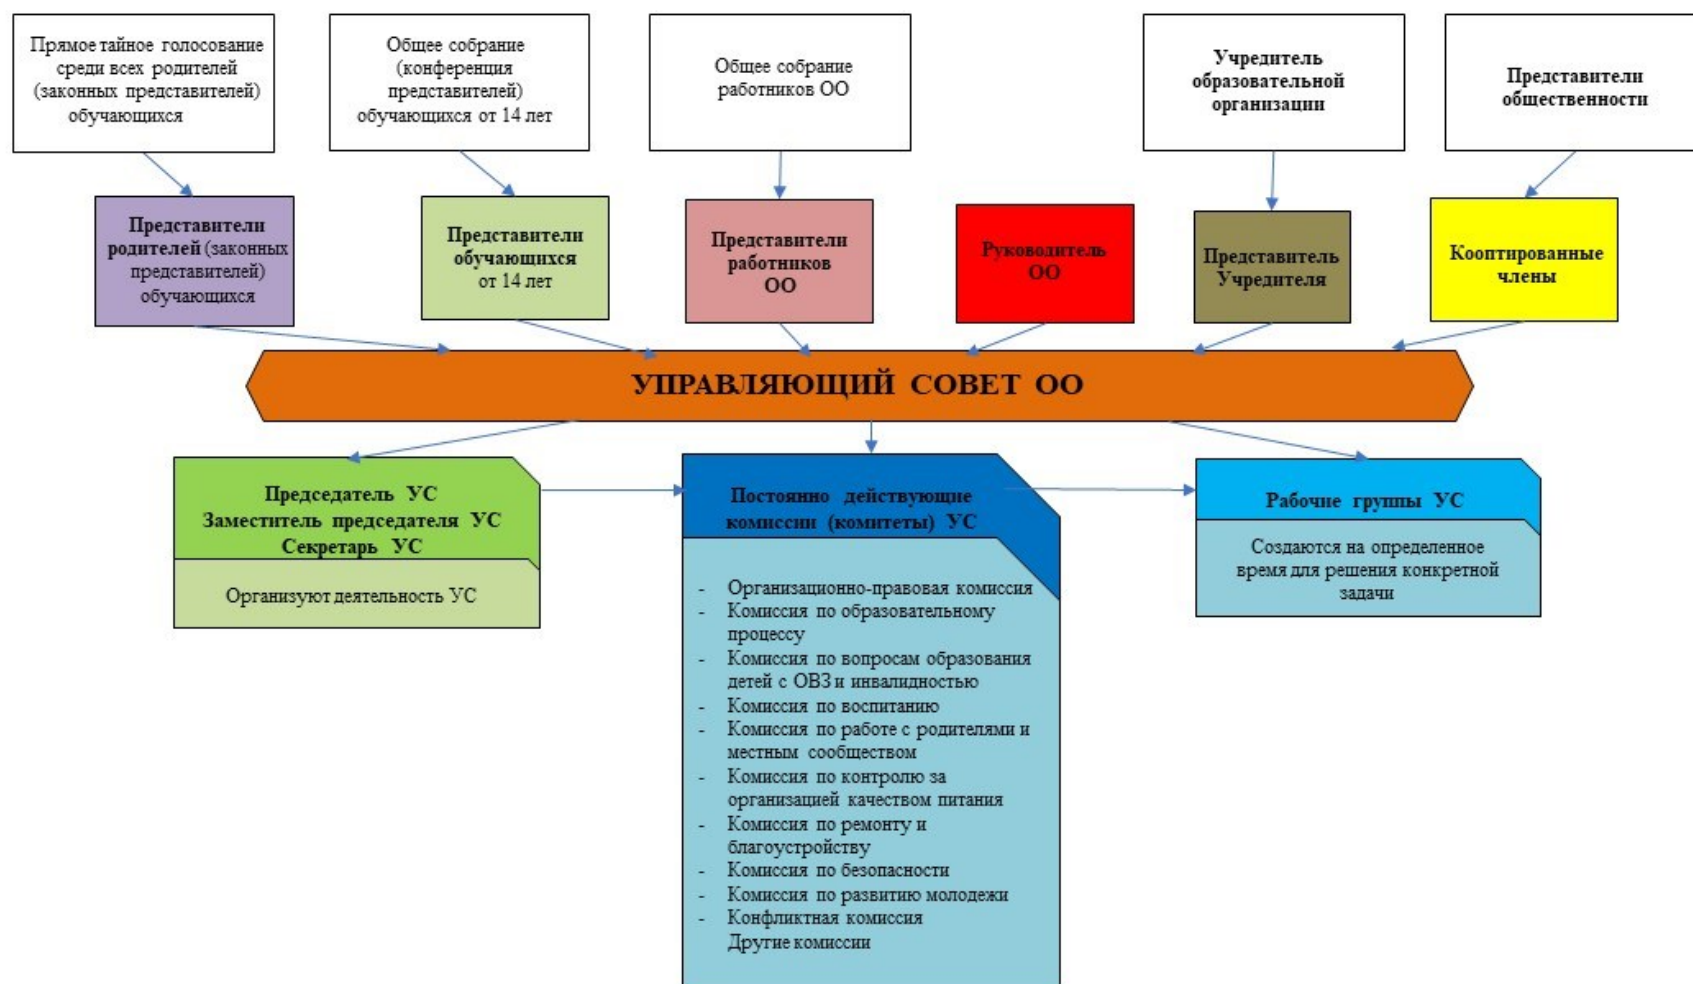 Прямое тайное голосование
среди всех родителей
(законных представителей)
обучающихся
Общее собрание
(конференция
представителей)
обучающихся от 14 лет
Общее собрание
работников ОО
Учредитель
образовательной
организации
Представители
общественности
Представители
родителей (законных
представителей)
обучающихся
Представители
обучающихся
от 14 лет
Представители
работников
ОО
Руководитель
ОО
Представитель
Учредителя
Кооптированные
члены
УПРАВЛЯЮЩИЙ СОВЕТ ОО
Председатель УС
Заместитель председателя УС
Секретарь УС
Организуют деятельность УС
Постоянно действующие
комиссии (комитеты) УС
- Организационно-правовая комиссия
- Комиссия по образовательному
процессу
- Комиссия по вопросам образования
детей с ОВЗ и инвалидностью
- Комиссия по воспитанию
- Комиссия по работе с родителями и
местным сообществом
- Комиссия по контролю за
организацией качеством питания
- Комиссия по ремонту и
благоустройству
- Комиссия по безопасности
- Комиссия по развитию молодежи
- Конфликтная комиссия
Другие комиссии
Рабочие группы УС
Создаются на определенное
время для решения конкретной
задачи